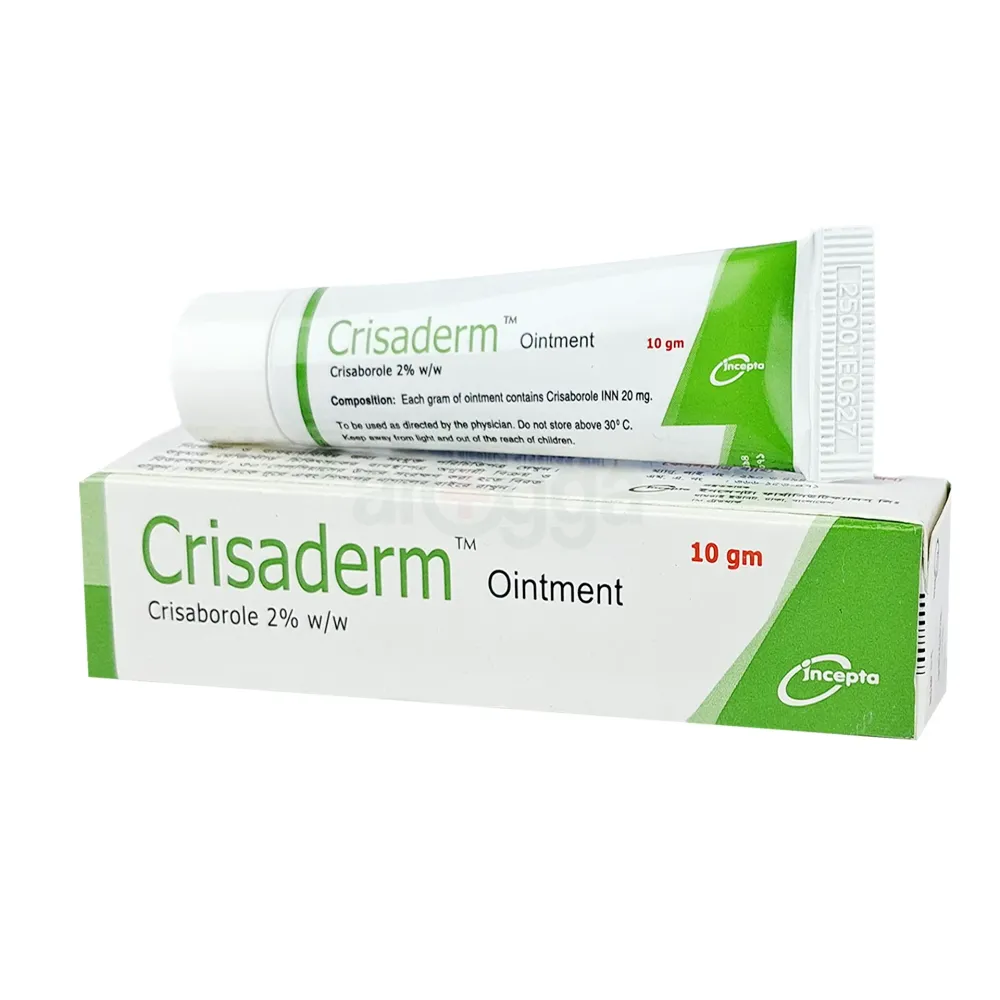 Crisaderm™ Ointment 10 gm
Crisaborole 2% w/w
Composition: Each gram of ointment contains Crisaborole INN 20 mg.
To be used as directed by the physician. Do not store above 30° C.
Keep away from light and out of the reach of children.
incepta
25001E0627
arogga
Crisaderm™ Ointment 10 gm
Crisaborole 2% w/w
incepta